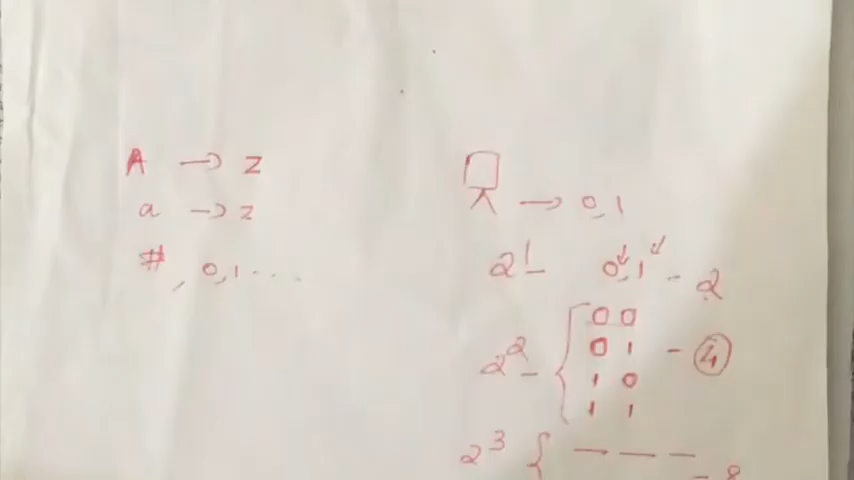 A → Z
a → z
#, 0,1....
→ 0,1
2^1 - 0,1 - 2
2^2 - { 0 0
0 1 - 4
1 0
1 1
2^3 { — — —
- 8